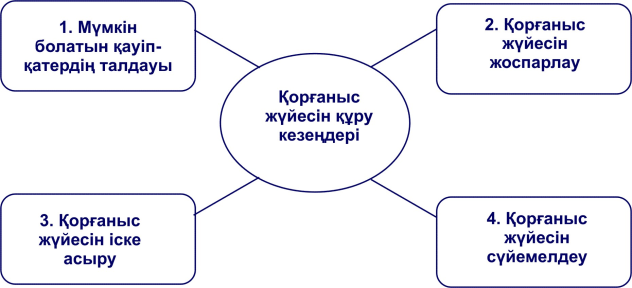 1. Мүмкін
болатын қауіп-
қатердің талдауы
2. Қорғаныс
жүйесін
жоспарлау
Қорғаныс
жүйесін құру
кезеңдері
3. Қорғаныс
жүйесін іске
асыру
4. Қорғаныс
жүйесін
сүйемелдеу